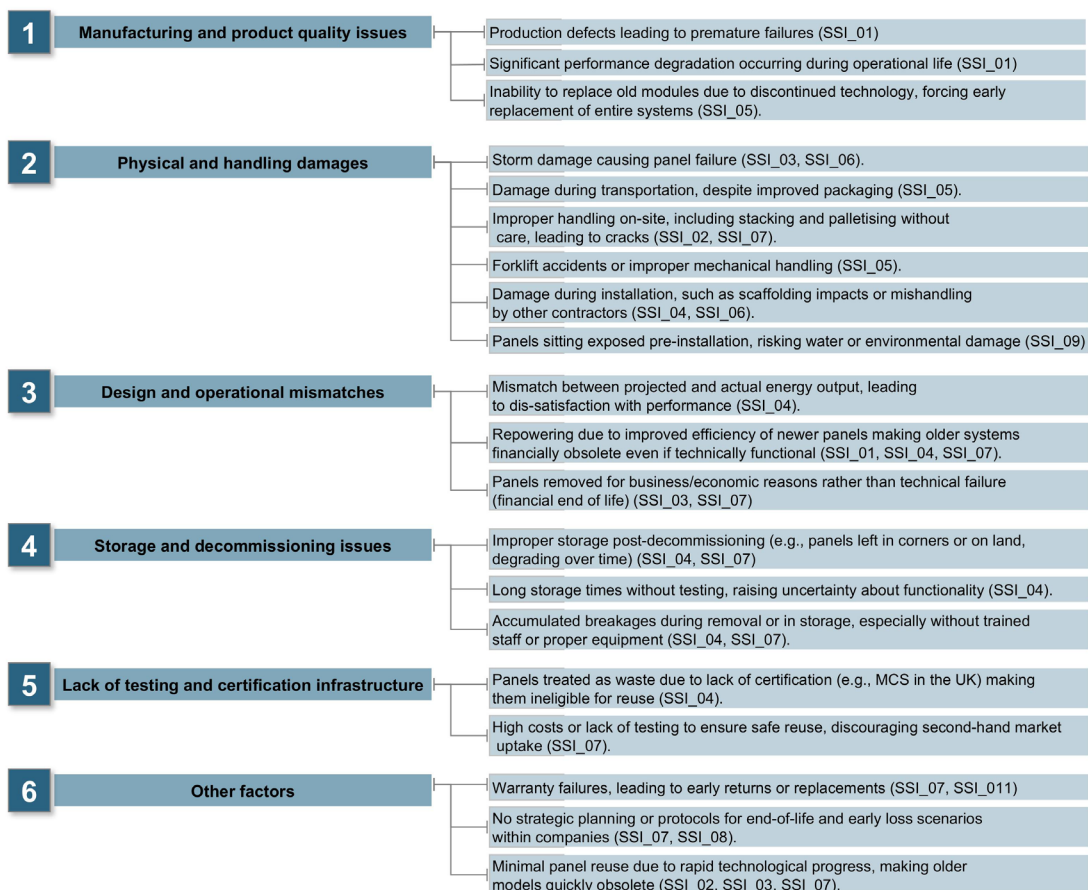 1
Manufacturing and product quality issues
Production defects leading to premature failures (SSI_01)
Significant performance degradation occurring during operational life (SSI_01)
Inability to replace old modules due to discontinued technology, forcing early
replacement of entire systems (SSI_05).
2
Physical and handling damages
Storm damage causing panel failure (SSI_03, SSI_06).
Damage during transportation, despite improved packaging (SSI_05).
Improper handling on-site, including stacking and palletising without
care, leading to cracks (SSI_02, SSI_07).
Forklift accidents or improper mechanical handling (SSI_05).
Damage during installation, such as scaffolding impacts or mishandling
by other contractors (SSI_04, SSI_06).
Panels sitting exposed pre-installation, risking water or environmental damage (SSI_09)
3
Design and operational mismatches
Mismatch between projected and actual energy output, leading
to dis-satisfaction with performance (SSI_04).
Repowering due to improved efficiency of newer panels making older systems
financially obsolete even if technically functional (SSI_01, SSI_04, SSI_07).
Panels removed for business/economic reasons rather than technical failure
(financial end of life) (SSI_03, SSI_07)
4
Storage and decommissioning issues
Improper storage post-decommissioning (e.g., panels left in corners or on land,
degrading over time) (SSI_04, SSI_07)
Long storage times without testing, raising uncertainty about functionality (SSI_04).
Accumulated breakages during removal or in storage, especially without trained
staff or proper equipment (SSI_04, SSI_07).
5
Lack of testing and certification infrastructure
Panels treated as waste due to lack of certification (e.g., MCS in the UK) making
them ineligible for reuse (SSI_04).
High costs or lack of testing to ensure safe reuse, discouraging second-hand market
uptake (SSI_07).
6
Other factors
Warranty failures, leading to early returns or replacements (SSI_07, SSI_011)
No strategic planning or protocols for end-of-life and early loss scenarios
within companies (SSI_07, SSI_08).
Minimal panel reuse due to rapid technological progress, making older
models quickly obsolete (SSI_02, SSI_03, SSI_07).